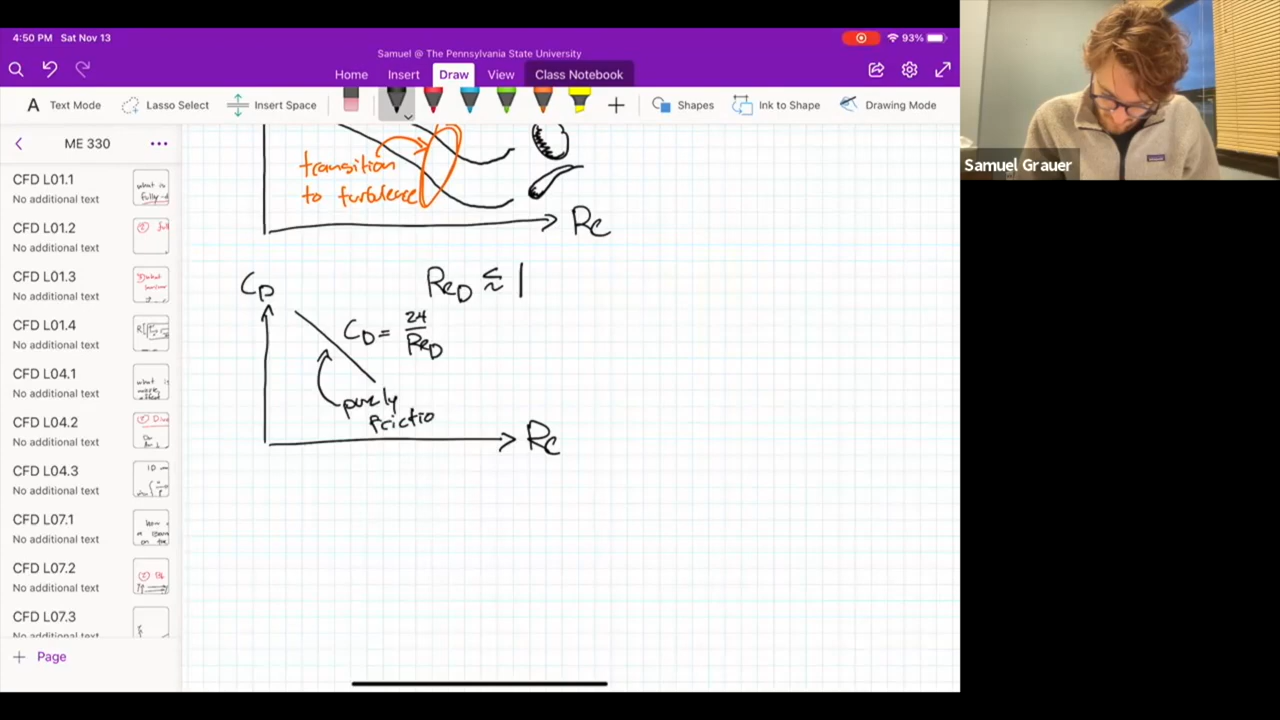 4:50 PM Sat Nov 13
93%
Samuel @ The Pennsylvania State University
Home Insert Draw View Class Notebook
A Text Mode Lasso Select Insert Space Shapes Ink to Shape Drawing Mode
ME 330
CFD L01.1
No additional text
CFD L01.2
No additional text
CFD L01.3
No additional text
CFD L01.4
No additional text
CFD L04.1
No additional text
CFD L04.2
No additional text
CFD L04.3
No additional text
CFD L07.1
No additional text
CFD L07.2
No additional text
CFD L07.3
No additional text
+ Page
transition
to turbulence
Re
C_D
Re_D ≲ 1
C_D = 24/Re_D
purely
frictio
Re
Samuel Grauer